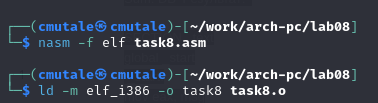 ┌──(cmutale㉿cmutale)-[~/work/arch-pc/lab08]
└─$ nasm -f elf task8.asm
┌──(cmutale㉿cmutale)-[~/work/arch-pc/lab08]
└─$ ld -m elf_i386 -o task8 task8.o